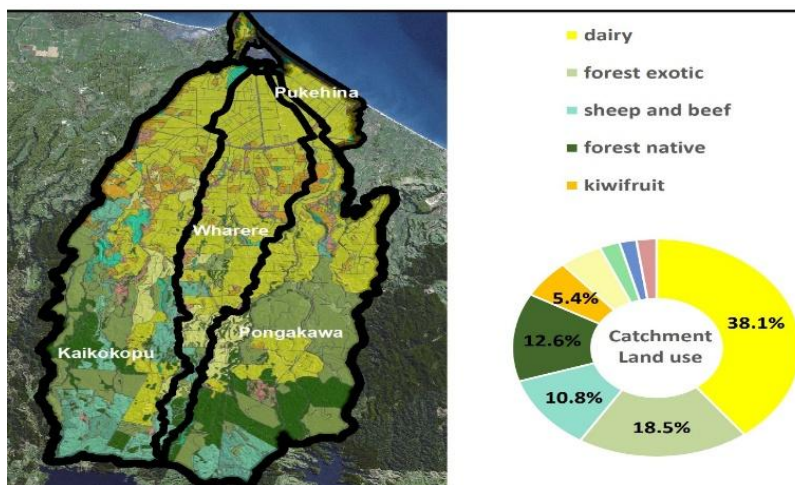 Pukehina
Wharere
Kaikokopu
Pongakawa
dairy
forest exotic
sheep and beef
forest native
kiwifruit
5.4%
12.6%
10.8%
18.5%
38.1%
Catchment
Land use